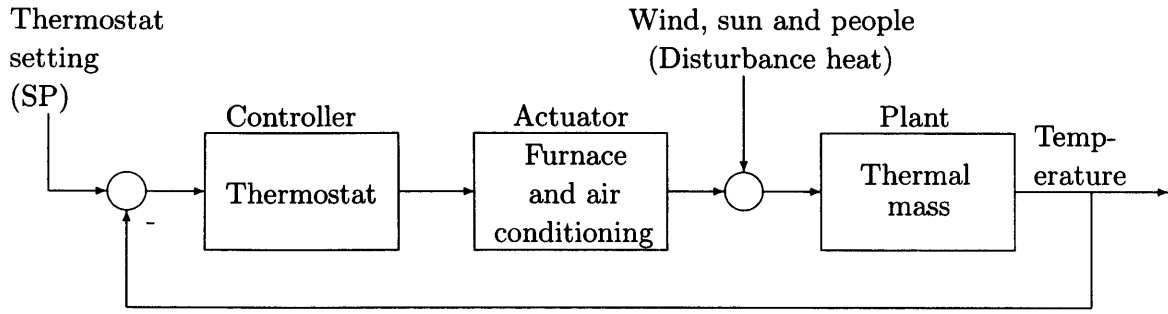 Thermostat
setting
(SP)
Wind, sun and people
(Disturbance heat)
Controller
Thermostat
Actuator
Furnace
and air
conditioning
Plant
Thermal
mass
Temp-
erature
-